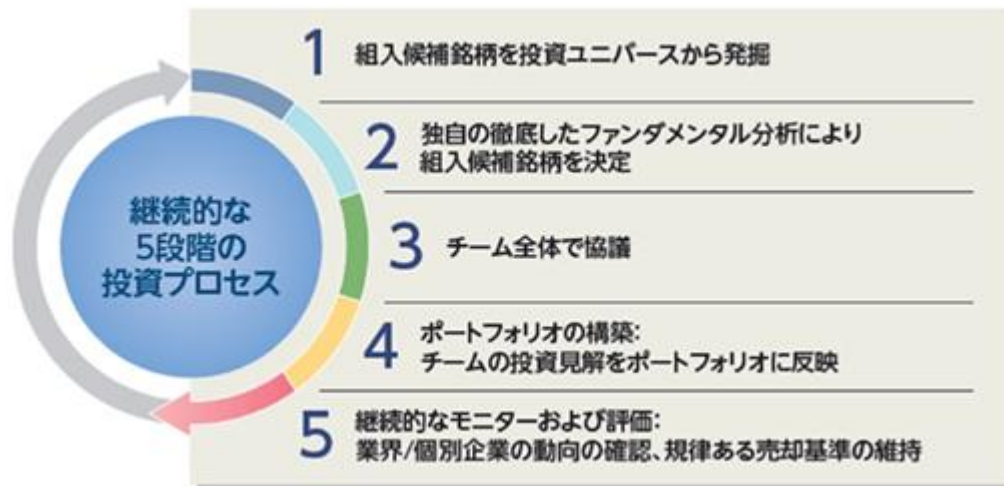 継続的な
5段階の
投資プロセス
1 組入候補銘柄を投資ユニバースから発掘
2 独自の徹底したファンダメンタル分析により
組入候補銘柄を決定
3 チーム全体で協議
4 ポートフォリオの構築:
チームの投資見解をポートフォリオに反映
5 継続的なモニターおよび評価:
業界/個別企業の動向の確認、規律ある売却基準の維持